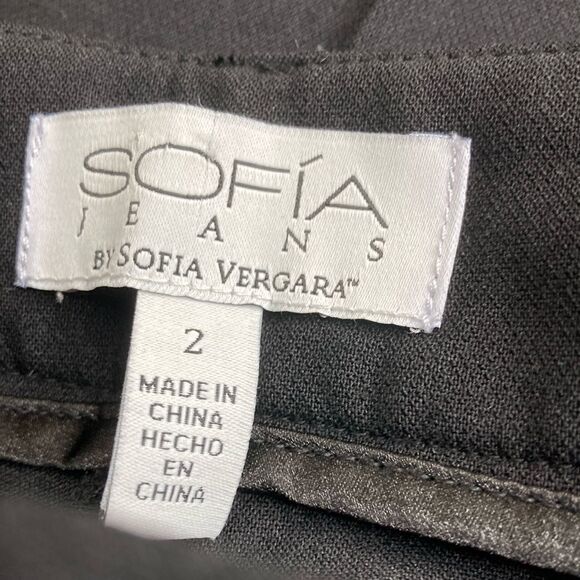 SOFÍA
JEANS
BY SOFIA VERGARA™
2
MADE IN
CHINA
HECHO
EN
CHINA